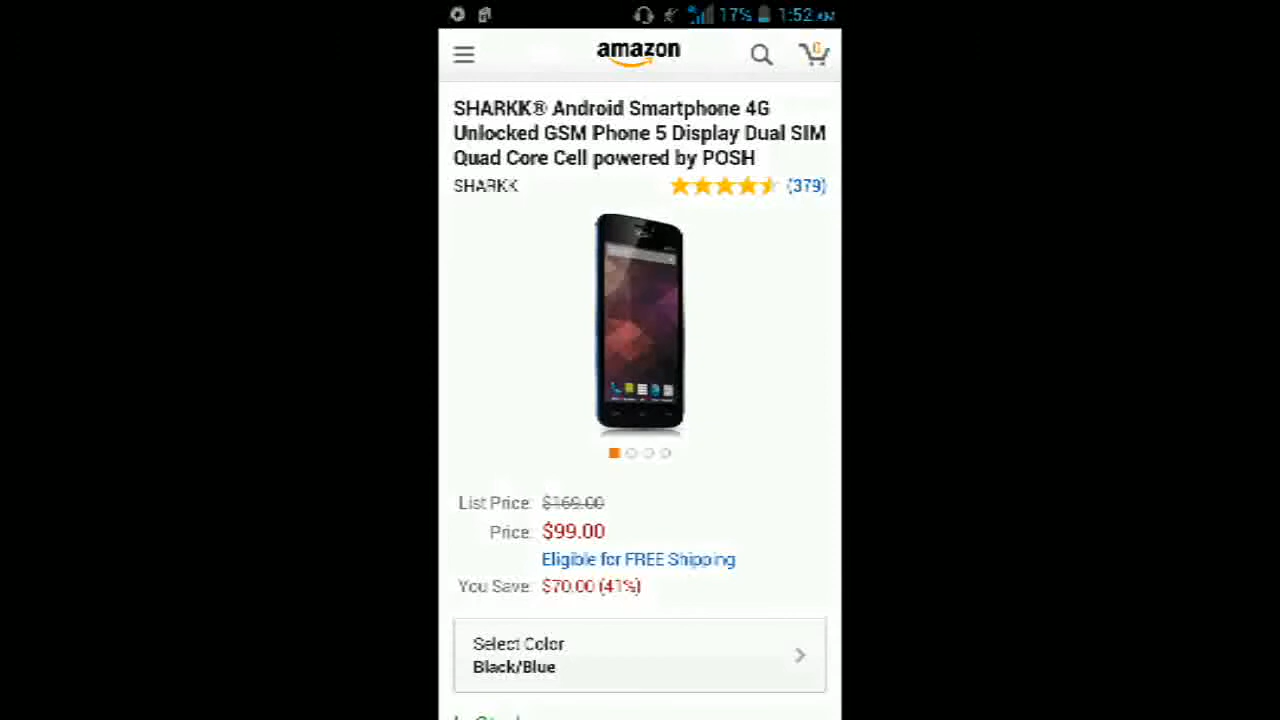 17% 1:52 AM
amazon
0
SHARKK® Android Smartphone 4G
Unlocked GSM Phone 5 Display Dual SIM
Quad Core Cell powered by POSH
SHARKK (379)
List Price: $169.00
Price: $99.00
Eligible for FREE Shipping
You Save: $70.00 (41%)
Select Color
Black/Blue